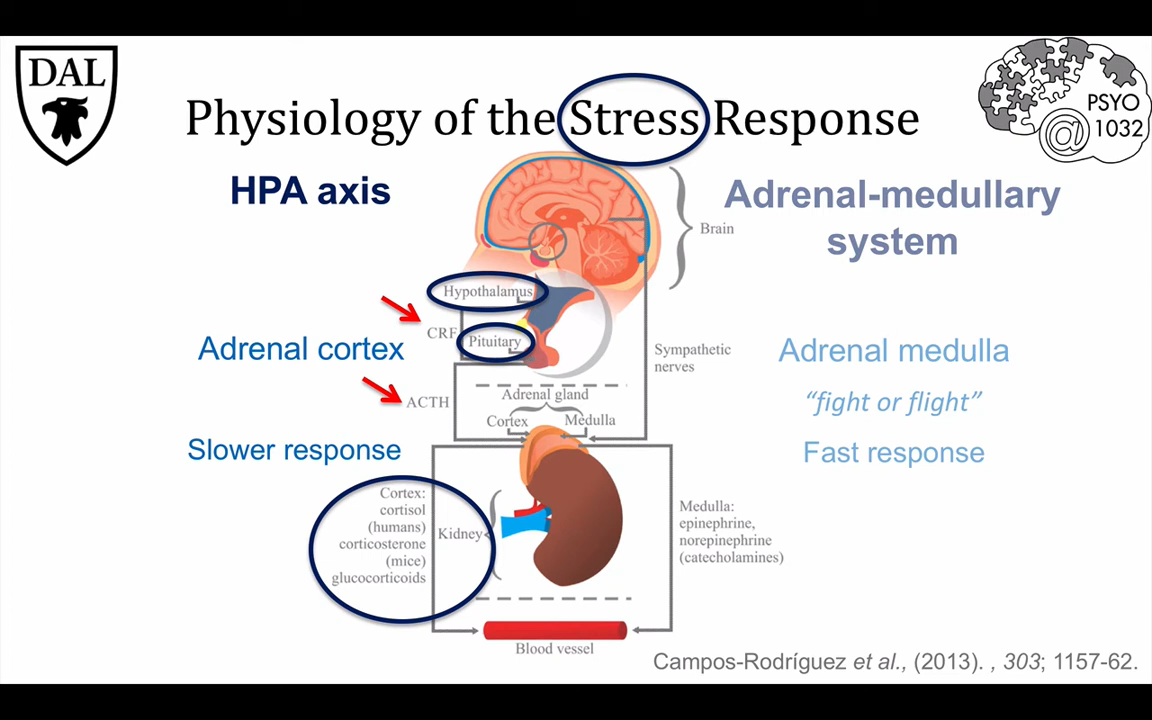 DAL
Physiology of the Stress Response
PSYO
@ 1032
HPA axis
Adrenal-medullary
system
Brain
Hypothalamus
CRF
Pituitary
Adrenal cortex
Sympathetic
nerves
Adrenal medulla
ACTH
Adrenal gland
"fight or flight"
Cortex
Medulla
Slower response
Fast response
Cortex:
cortisol
(humans)
corticosterone
(mice)
glucocorticoids
Kidney
Medulla:
epinephrine,
norepinephrine
(catecholamines)
Blood vessel
Campos-Rodríguez et al., (2013). , 303; 1157-62.